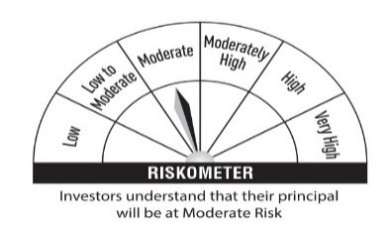 Low
Low to
Moderate
Moderate
Moderately
High
High
Very High
RISKOMETER
Investors understand that their principal
will be at Moderate Risk